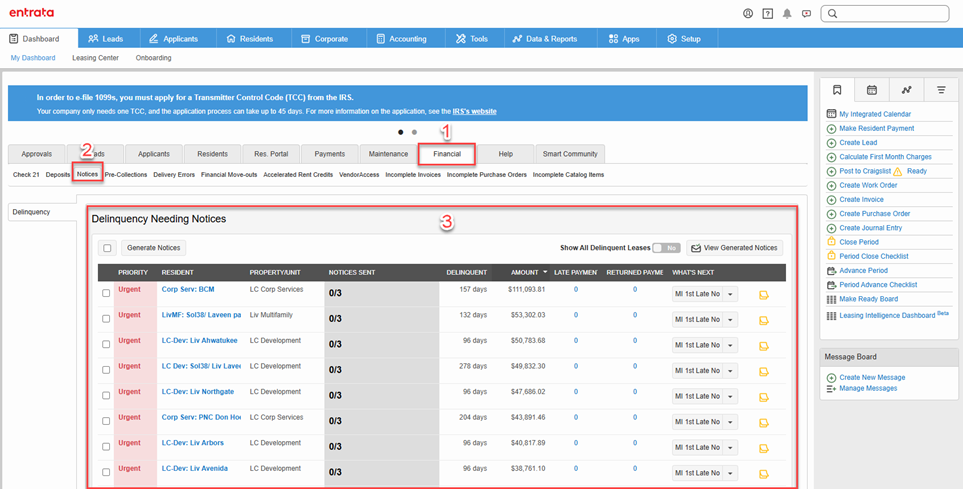 entrata
Dashboard Leads Applicants Residents Corporate Accounting Tools Data & Reports Apps Setup
My Dashboard Leasing Center Onboarding
In order to e-file 1099s, you must apply for a Transmitter Control Code (TCC) from the IRS.
Your company only needs one TCC, and the application process can take up to 45 days. For more information on the application, see the IRS's website
1
2
Approvals Applicants Residents Res. Portal Payments Maintenance Financial Help Smart Community
Check 21 Deposits Notices Pre-Collections Delivery Errors Financial Move-outs Accelerated Rent Credits VendorAccess Incomplete Invoices Incomplete Purchase Orders Incomplete Catalog Items
Delinquency
Delinquency Needing Notices
3
Generate Notices Show All Delinquent Leases No View Generated Notices
PRIORITY RESIDENT PROPERTY/UNIT NOTICES SENT DELINQUENT AMOUNT LATE PAYMEN RETURNED PAYME WHAT'S NEXT
Urgent Corp Serv: BCM LC Corp Services 0/3 157 days $111,093.81 0 0 MI 1st Late No
Urgent LivMF: Sol38/ Laveen pa Liv Multifamily 0/3 132 days $53,302.03 0 0 MI 1st Late No
Urgent LC-Dev: Liv Ahwatukee LC Development 0/3 96 days $50,783.68 0 0 MI 1st Late No
Urgent LC Dev: Sol38/ Liv Lavee LC Development 0/3 278 days $49,832.30 0 0 MI 1st Late No
Urgent LC-Dev: Liv Northgate LC Development 0/3 96 days $47,686.02 0 0 MI 1st Late No
Urgent Corp Serv: PNC Don Hoe LC Corp Services 0/3 204 days $43,891.46 0 0 MI 1st Late No
Urgent LC-Dev: Liv Arbors LC Development 0/3 96 days $40,817.89 0 0 MI 1st Late No
Urgent LC-Dev: Liv Avenida LC Development 0/3 96 days $38,761.10 0 0 MI 1st Late No
My Integrated Calendar
Make Resident Payment
Create Lead
Calculate First Month Charges
Post to Craigslist Ready
Create Work Order
Create Invoice
Create Purchase Order
Create Journal Entry
Close Period
Period Close Checklist
Advance Period
Period Advance Checklist
Make Ready Board
Leasing Intelligence Dashboard Beta
Message Board
Create New Message
Manage Messages